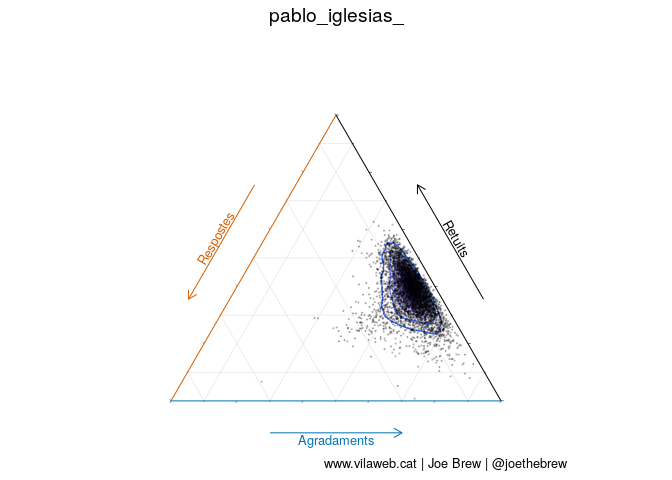 pablo_iglesias_
Respostes
Retuits
Agradaments
www.vilaweb.cat | Joe Brew | @joethebrew